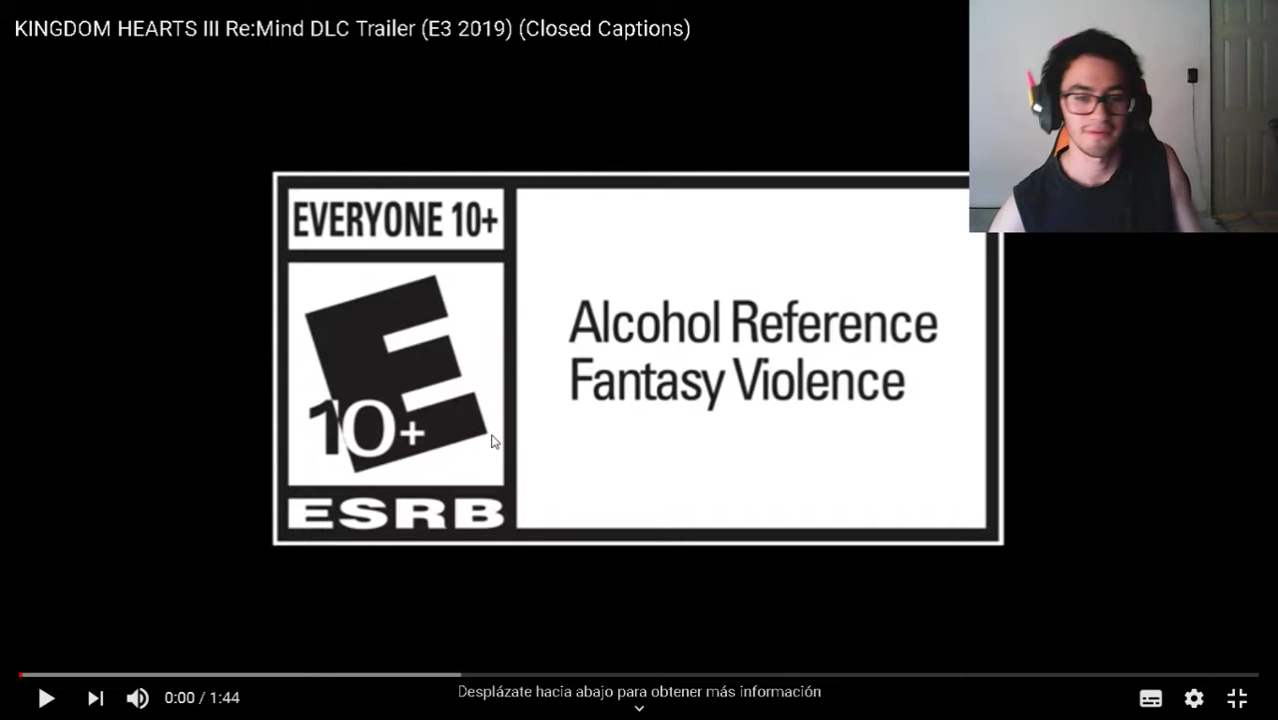 KINGDOM HEARTS III Re:Mind DLC Trailer (E3 2019) (Closed Captions)
EVERYONE 10+
E
10+
ESRB
Alcohol Reference
Fantasy Violence
0:00 / 1:44
Desplázate hacia abajo para obtener más información